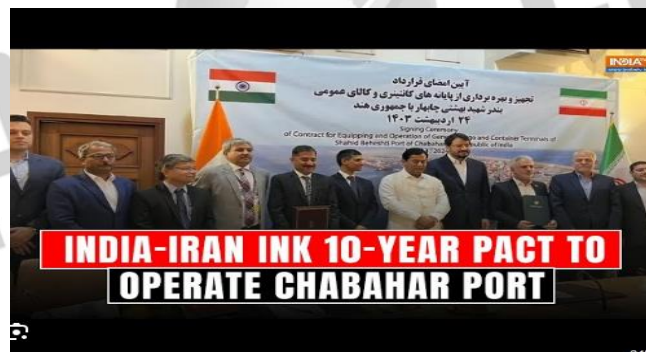 INDIA
آیین امضای قرارداد
تجهیز و بهره برداری از پایانه های کانتینری و کالای عمومی
بندر شهید بهشتی چابهار با جمهوری هند
۲۴ اردیبهشت ۱۴۰۳
Signing Ceremony
of Contract for Equipping and Operation of General and Container Terminals at
Shahid Beheshti Port of Chabahar Republic of India
2024
INDIA-IRAN INK 10-YEAR PACT TO
OPERATE CHABAHAR PORT